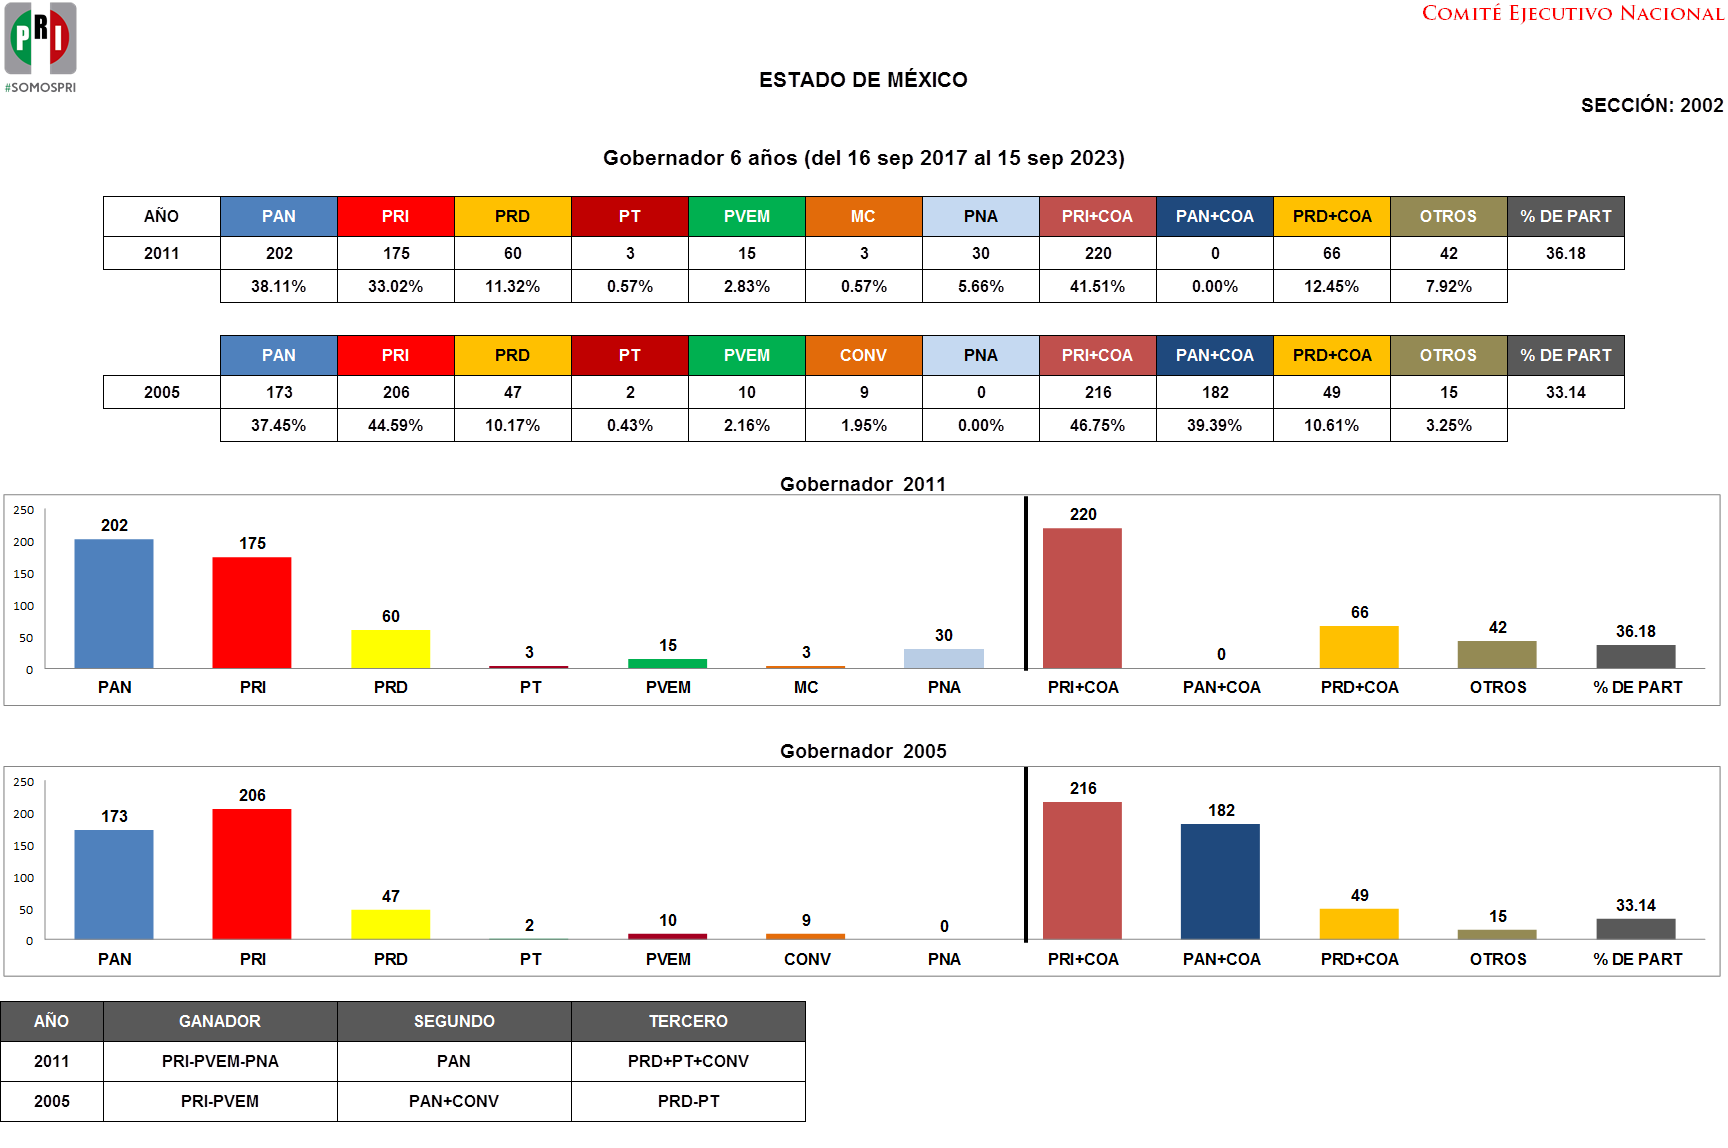 PRI
#SOMOSPRI
COMITÉ EJECUTIVO NACIONAL
ESTADO DE MÉXICO
SECCIÓN: 2002
Gobernador 6 años (del 16 sep 2017 al 15 sep 2023)
AÑO PAN PRI PRD PT PVEM MC PNA PRI+COA PAN+COA PRD+COA OTROS % DE PART
2011 202 175 60 3 15 3 30 220 0 66 42 36.18
38.11% 33.02% 11.32% 0.57% 2.83% 0.57% 5.66% 41.51% 0.00% 12.45% 7.92%
PAN PRI PRD PT PVEM CONV PNA PRI+COA PAN+COA PRD+COA OTROS % DE PART
2005 173 206 47 2 10 9 0 216 182 49 15 33.14
37.45% 44.59% 10.17% 0.43% 2.16% 1.95% 0.00% 46.75% 39.39% 10.61% 3.25%
Gobernador 2011
250
200
150
100
50
0
202 175 60 3 15 3 30 220 0 66 42 36.18
PAN PRI PRD PT PVEM MC PNA PRI+COA PAN+COA PRD+COA OTROS % DE PART
Gobernador 2005
250
200
150
100
50
0
173 206 47 2 10 9 0 216 182 49 15 33.14
PAN PRI PRD PT PVEM CONV PNA PRI+COA PAN+COA PRD+COA OTROS % DE PART
AÑO GANADOR SEGUNDO TERCERO
2011 PRI-PVEM-PNA PAN PRD+PT+CONV
2005 PRI-PVEM PAN+CONV PRD-PT